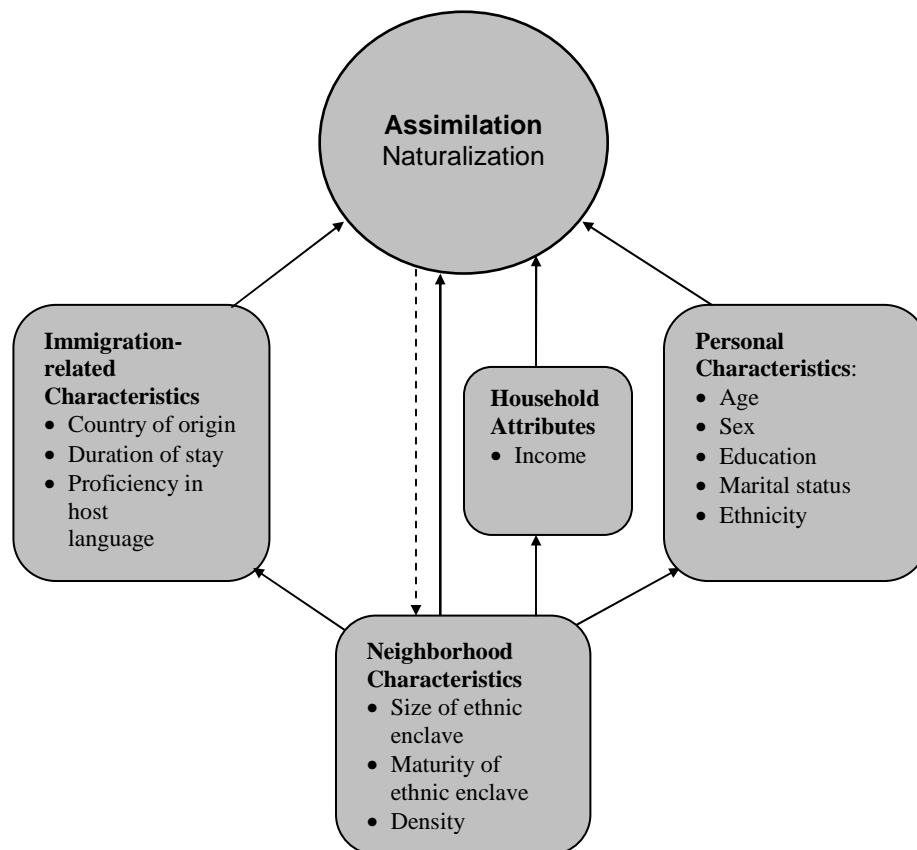 Assimilation
Naturalization
Immigration-
related
Characteristics
• Country of origin
• Duration of stay
• Proficiency in
host
language
Household
Attributes
• Income
Personal
Characteristics:
• Age
• Sex
• Education
• Marital status
• Ethnicity
Neighborhood
Characteristics
• Size of ethnic
enclave
• Maturity of
ethnic enclave
• Density